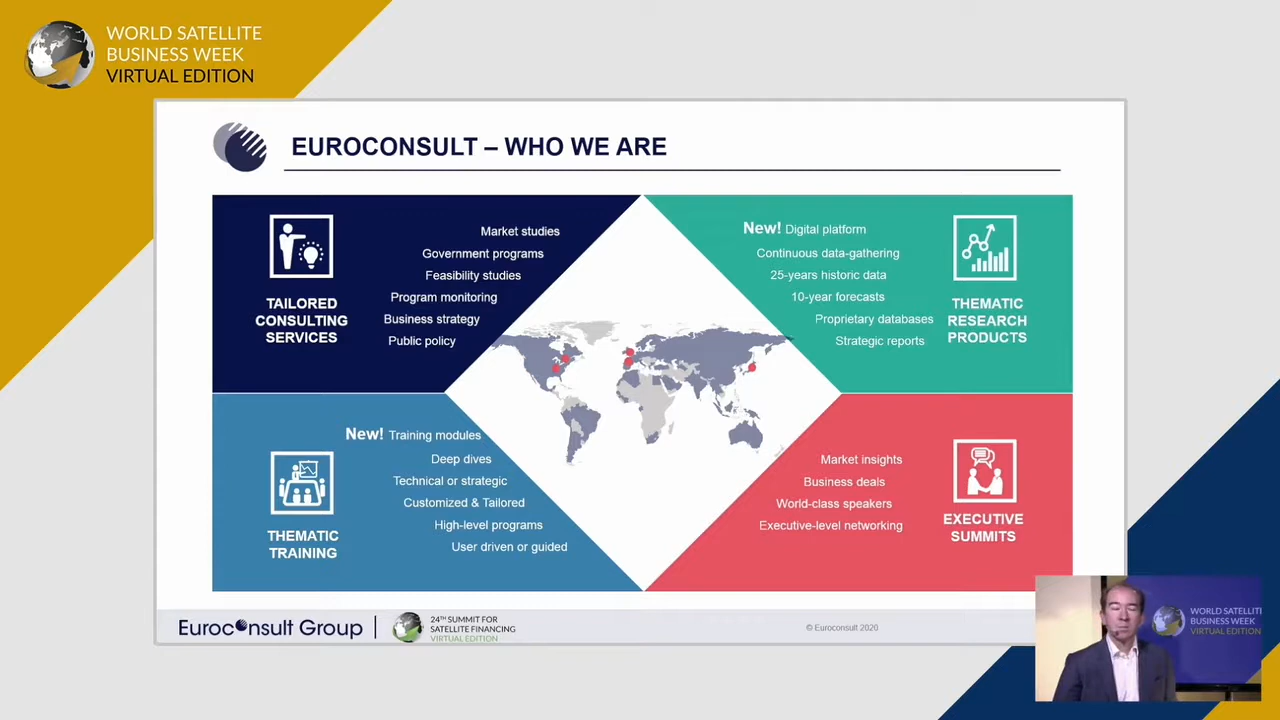 WORLD SATELLITE
BUSINESS WEEK
VIRTUAL EDITION
EUROCONSULT – WHO WE ARE
TAILORED
CONSULTING
SERVICES
Market studies
Government programs
Feasibility studies
Program monitoring
Business strategy
Public policy
New! Digital platform
Continuous data-gathering
25-years historic data
10-year forecasts
Proprietary databases
Strategic reports
THEMATIC
RESEARCH
PRODUCTS
New! Training modules
Deep dives
Technical or strategic
Customized & Tailored
High-level programs
User driven or guided
THEMATIC
TRAINING
Market insights
Business deals
World-class speakers
Executive-level networking
EXECUTIVE
SUMMITS
Euroconsult Group
24TH SUMMIT FOR
SATELLITE FINANCING
VIRTUAL EDITION
© Euroconsult 2020
WORLD SATELLIT
BUSINESS WEEK
VIRTUAL EDITION